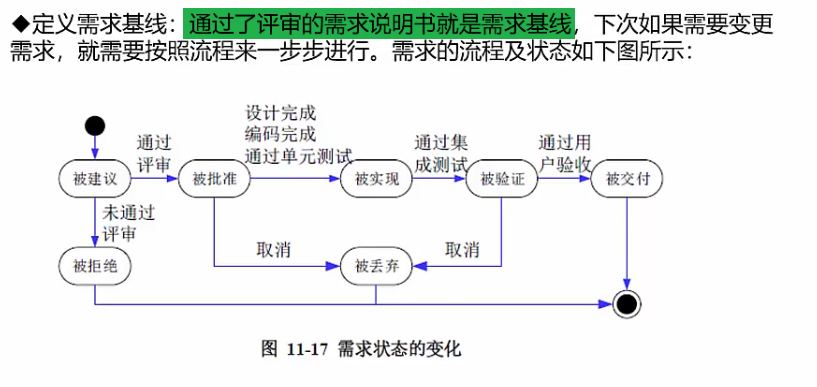 ◆定义需求基线：通过了评审的需求说明书就是需求基线，下次如果需要变更
需求，就需要按照流程来一步步进行。需求的流程及状态如下图所示：
设计完成
编码完成
通过单元测试
通过
评审
通过集
成测试
通过用
户验收
被建议
被批准
被实现
被验证
被交付
未通过
评审
取消
取消
被拒绝
被丢弃
图 11-17 需求状态的变化